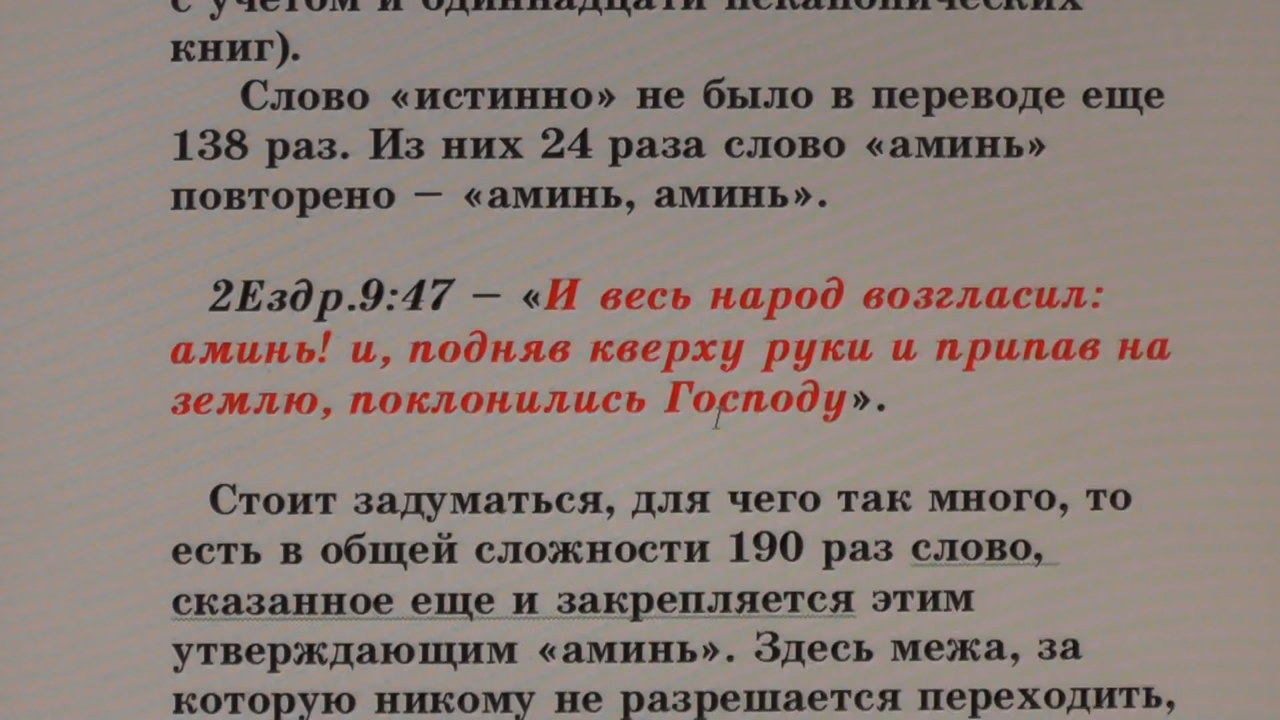 с учетом и одиннадцати неканонических
книг).
Слово «истинно» не было в переводе еще
138 раз. Из них 24 раза слово «аминь»
повторено – «аминь, аминь».
2Ездр.9:47 – «И весь народ возгласил:
аминь! и, подняв кверху руки и припав на
землю, поклонились Господу».
Стоит задуматься, для чего так много, то
есть в общей сложности 190 раз слово,
сказанное еще и закрепляется этим
утверждающим «аминь». Здесь межа, за
которую никому не разрешается переходить,